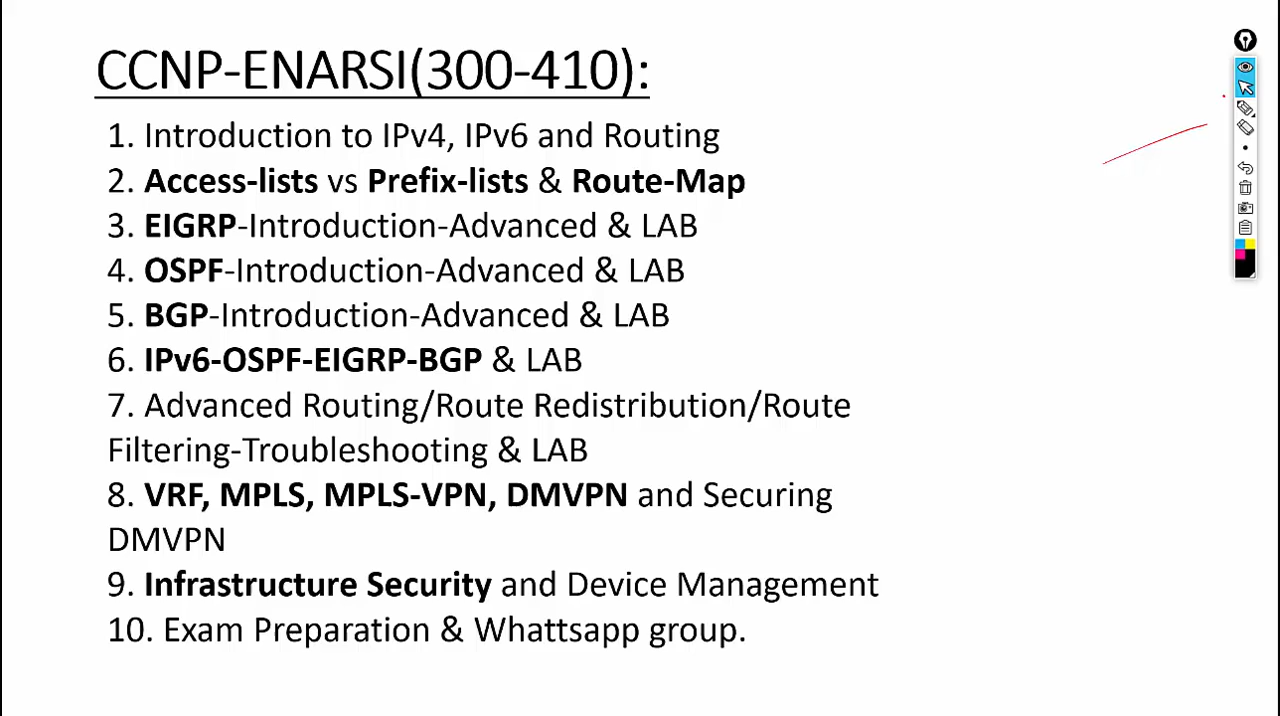 CCNP-ENARSI(300-410):
1. Introduction to IPv4, IPv6 and Routing
2. Access-lists vs Prefix-lists & Route-Map
3. EIGRP-Introduction-Advanced & LAB
4. OSPF-Introduction-Advanced & LAB
5. BGP-Introduction-Advanced & LAB
6. IPv6-OSPF-EIGRP-BGP & LAB
7. Advanced Routing/Route Redistribution/Route
Filtering-Troubleshooting & LAB
8. VRF, MPLS, MPLS-VPN, DMVPN and Securing
DMVPN
9. Infrastructure Security and Device Management
10. Exam Preparation & Whattsapp group.